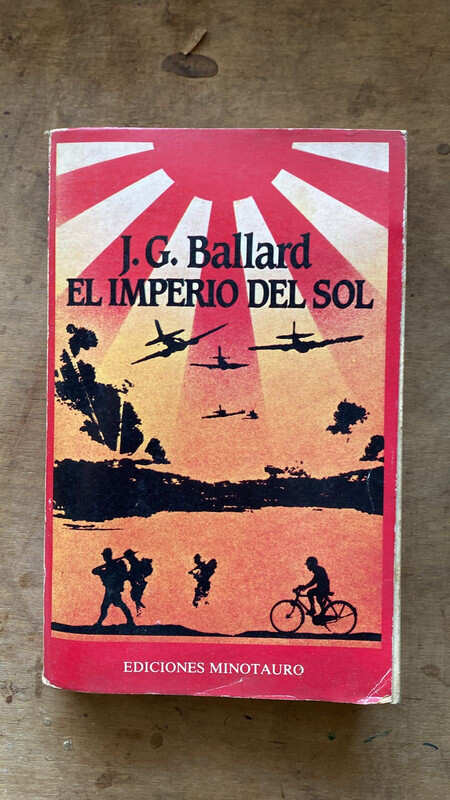 J. G. Ballard
EL IMPERIO DEL SOL
EDICIONES MINOTAURO